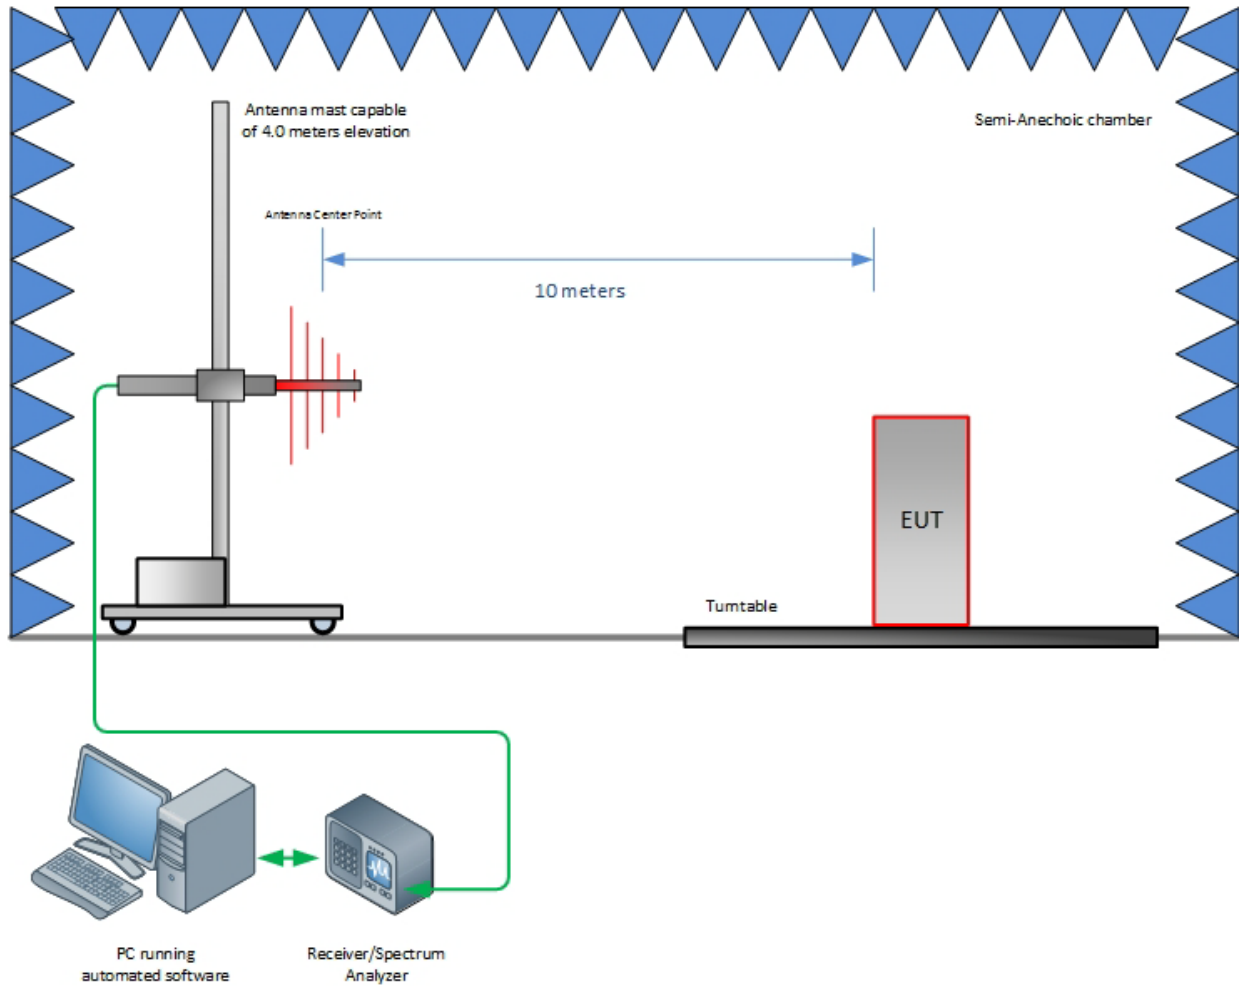 Antenna mast capable
of 4.0 meters elevation
Semi-Anechoic chamber
Antenna Center Point
10 meters
EUT
Turntable
PC running
automated software
Receiver/Spectrum
Analyzer